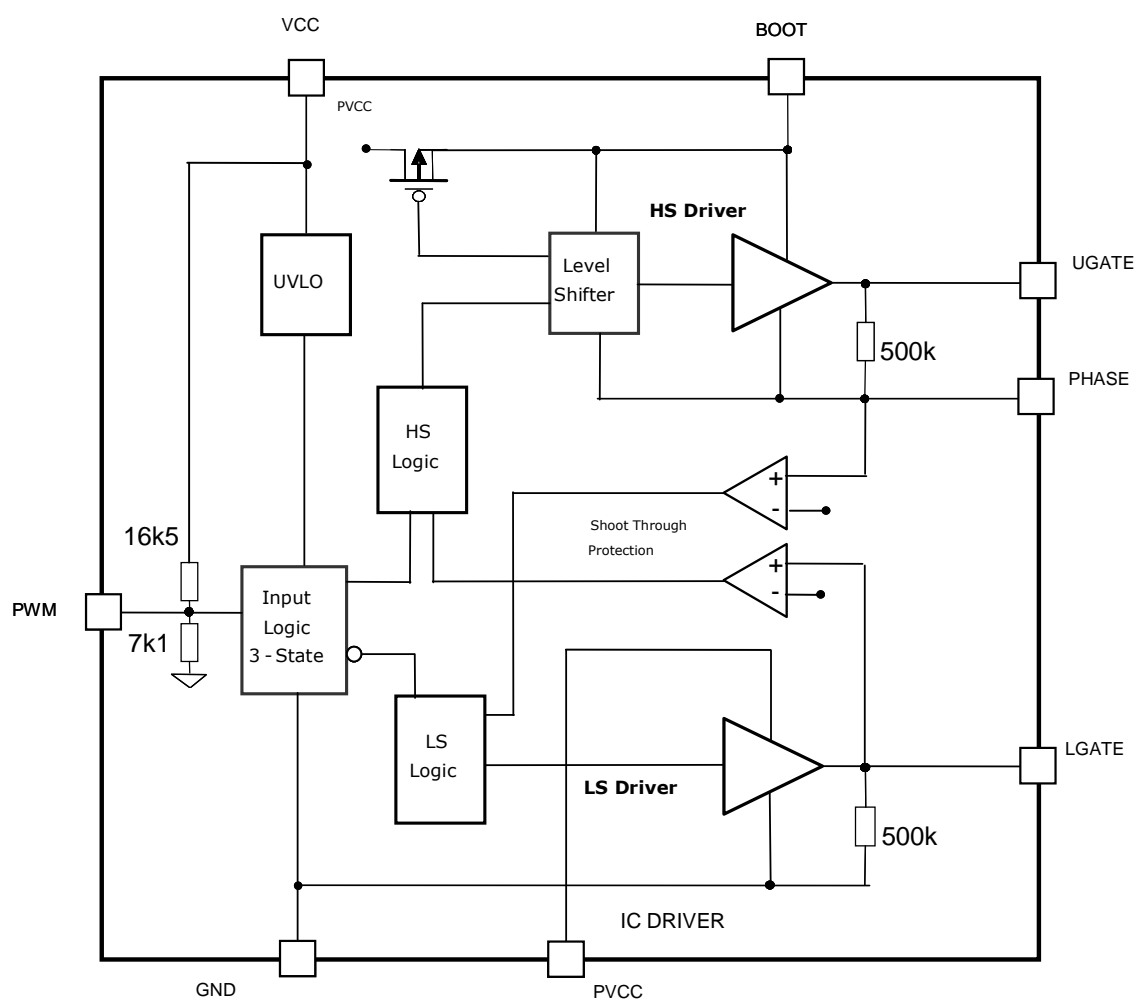 VCC
BOOT
PVCC
HS Driver
UGATE
Level
Shifter
UVLO
500k
PHASE
HS
Logic
+
-
Shoot Through
Protection
16k5
+
-
PWM
Input
Logic
3 - State
7k1
LS
Logic
LS Driver
LGATE
500k
IC DRIVER
GND
PVCC